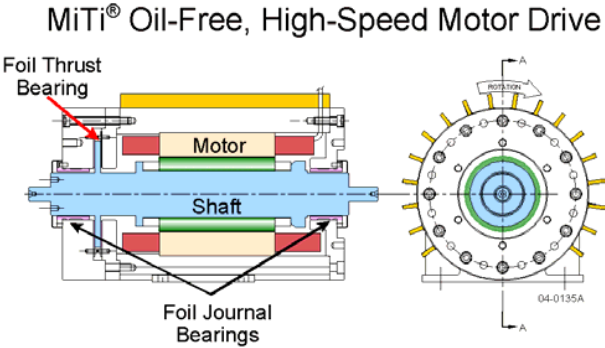 MiTi® Oil-Free, High-Speed Motor Drive
Foil Thrust
Bearing
Motor
Shaft
Foil Journal
Bearings
A
ROTATION
04-0135A
A